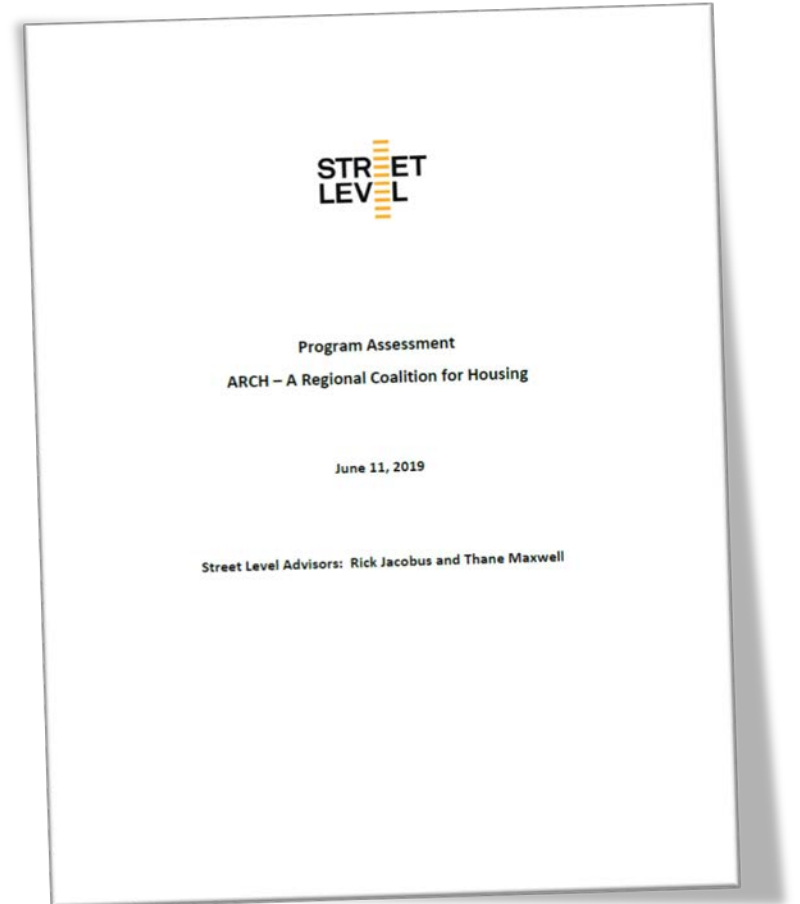 STREET
LEVEL
Program Assessment
ARCH – A Regional Coalition for Housing
June 11, 2019
Street Level Advisors: Rick Jacobus and Thane Maxwell